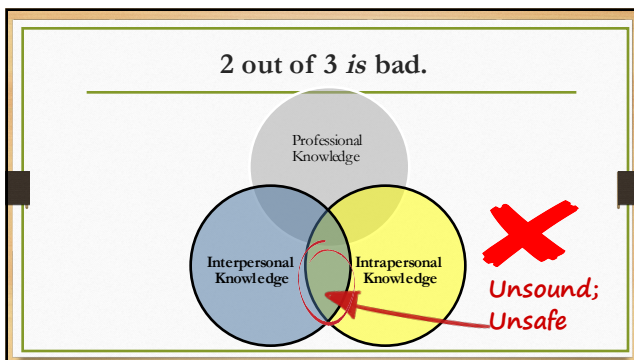 2 out of 3 is bad.
Professional
Knowledge
Interpersonal
Knowledge
Intrapersonal
Knowledge
Unsound;
Unsafe